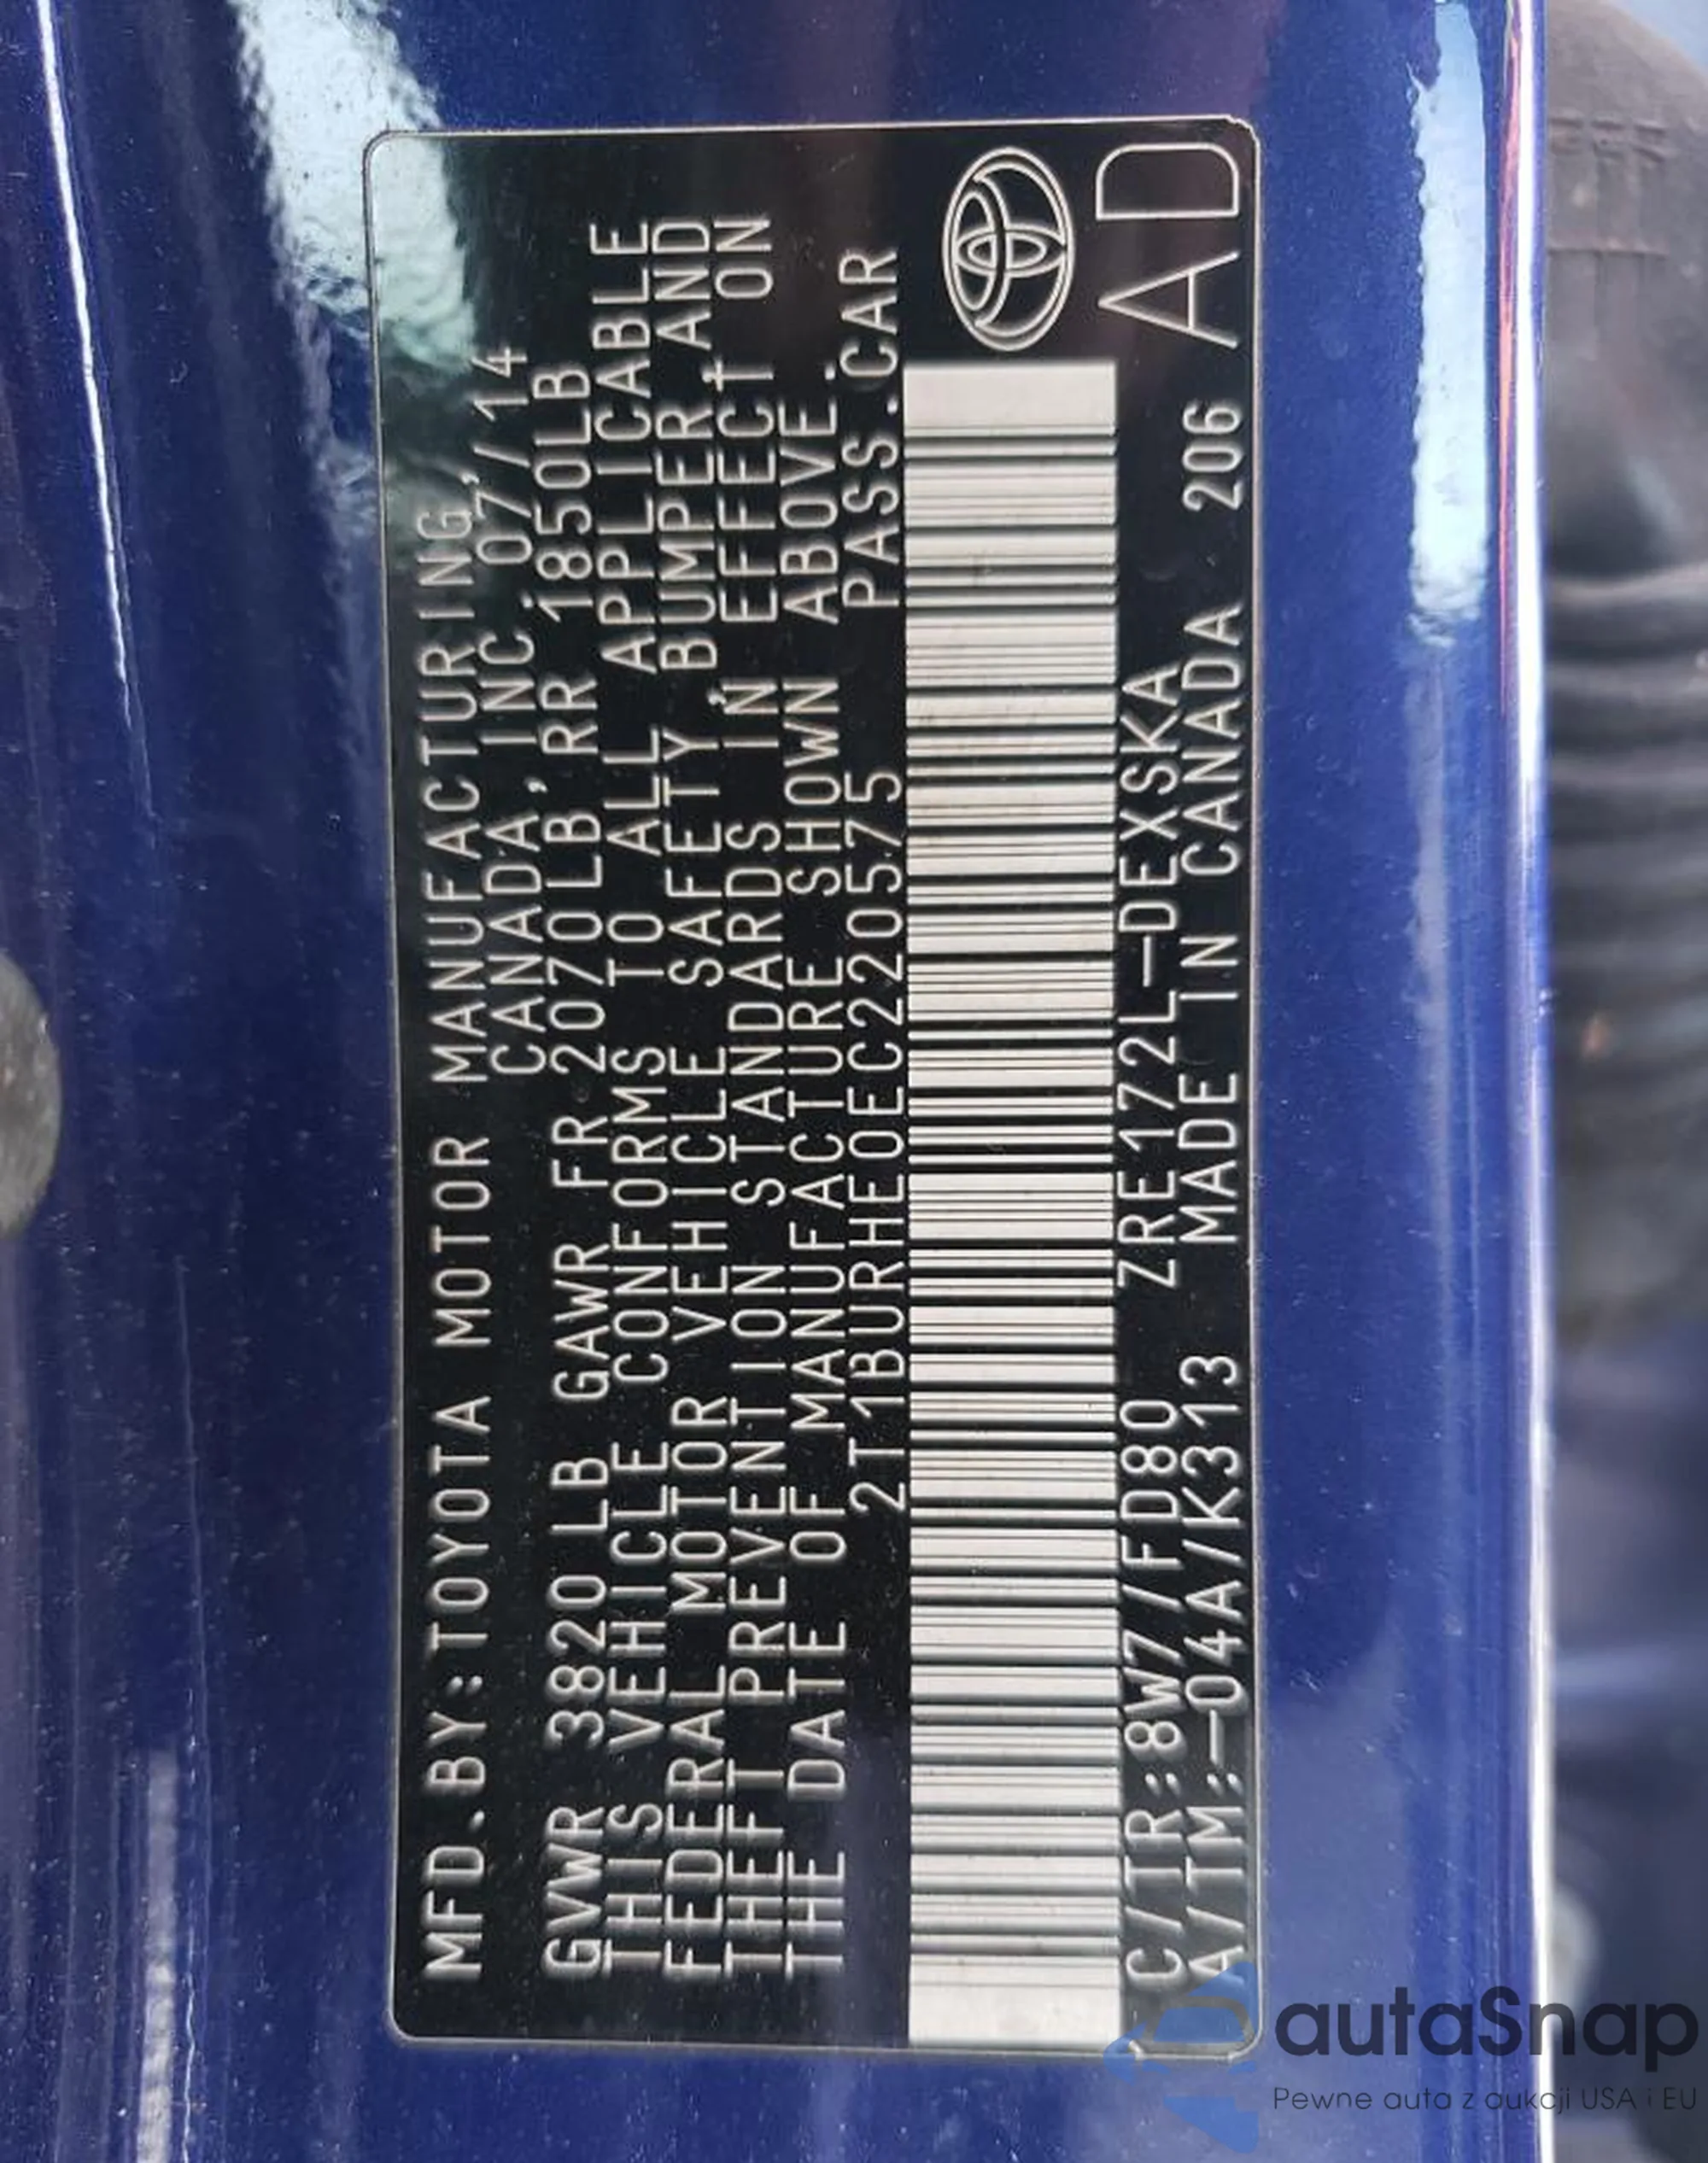 MFD.BY:TOYOTA MOTOR MANUFACTURING,
CANADA, INC. 07/14
GVWR 3820 LB GAWR FR 2070LB, RR 1850LB
THIS VEHICLE CONFORMS TO ALL APPLICABLE
FEDERAL MOTOR VEHICLE SAFETY, BUMPER, AND
THEFT PREVENTION STANDARDS IN EFFECT ON
THE DATE OF MANUFACTURE SHOWN ABOVE.
2T1BURHE0EC220575 PASS.CAR
C/TR:8W7/FD80 ZRE172L-DEXSKA
A/TM:-04A/K313 MADE IN CANADA 206 AD
autaSnap
Pewne auta z aukcji USA i EU